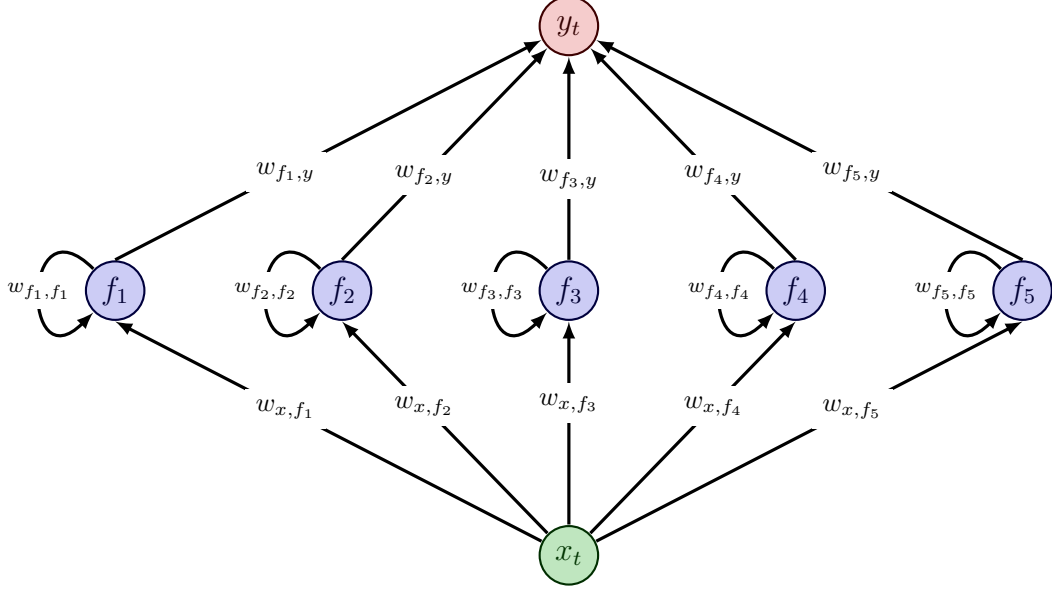 y_t
w_{f_1,y} w_{f_2,y} w_{f_3,y} w_{f_4,y} w_{f_5,y}
w_{f_1,f_1} f_1 w_{f_2,f_2} f_2 w_{f_3,f_3} f_3 w_{f_4,f_4} f_4 w_{f_5,f_5} f_5
w_{x,f_1} w_{x,f_2} w_{x,f_3} w_{x,f_4} w_{x,f_5}
x_t